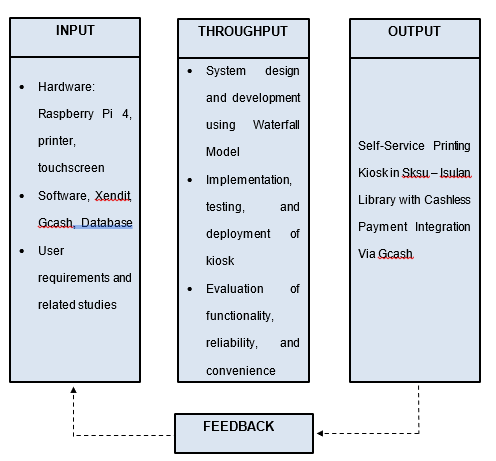 INPUT
• Hardware:
Raspberry Pi 4,
printer,
touchscreen
• Software, Xendit,
Gcash, Database
• User
requirements and
related studies
THROUGHPUT
• System design
and development
using Waterfall
Model
• Implementation,
testing, and
deployment of
kiosk
• Evaluation of
functionality,
reliability, and
convenience
OUTPUT
Self-Service Printing
Kiosk in Sksu – Isulan
Library with Cashless
Payment Integration
Via Gcash
FEEDBACK